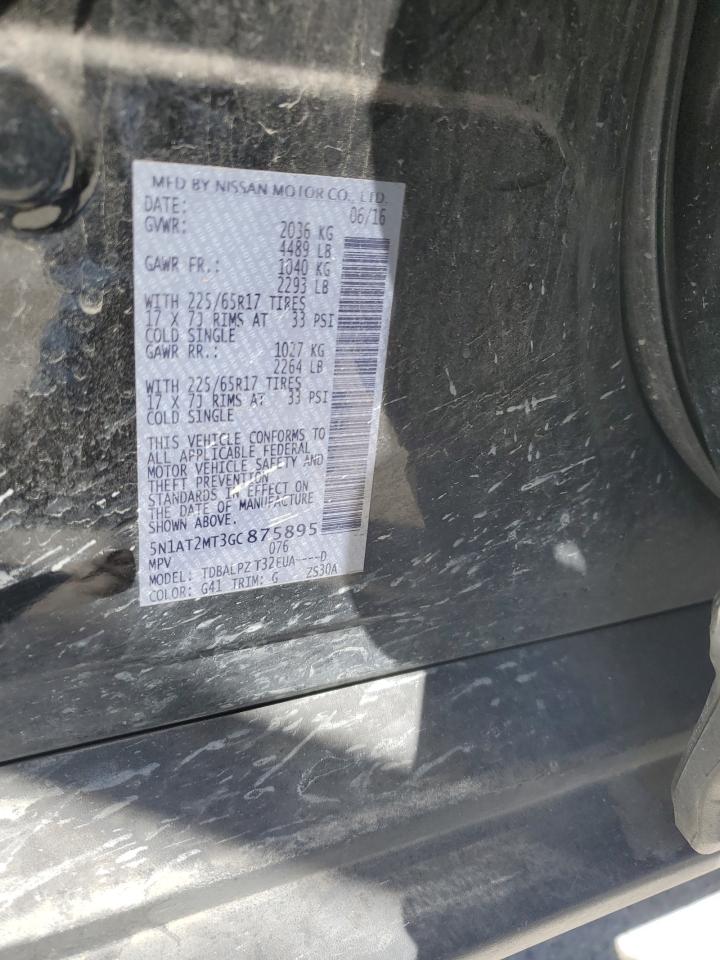 MFD BY NISSAN MOTOR CO., LTD.
DATE: 06/16
GVWR: 2036 KG
4489 LB
GAWR FR.: 1040 KG
2293 LB
WITH 225/65R17 TIRES
17 X 7J RIMS AT 33 PSI
COLD SINGLE
GAWR RR.: 1027 KG
2264 LB
WITH 225/65R17 TIRES
17 X 7J RIMS AT 33 PSI
COLD SINGLE
THIS VEHICLE CONFORMS TO
ALL APPLICABLE FEDERAL
MOTOR VEHICLE SAFETY AND
THEFT PREVENTION
STANDARDS IN EFFECT ON
THE DATE OF MANUFACTURE
SHOWN ABOVE.
5N1AT2MT3GC875895
MPV 076
MODEL: TDBALPZ T32EUA----D
COLOR: G41 TRIM: G ZS30A